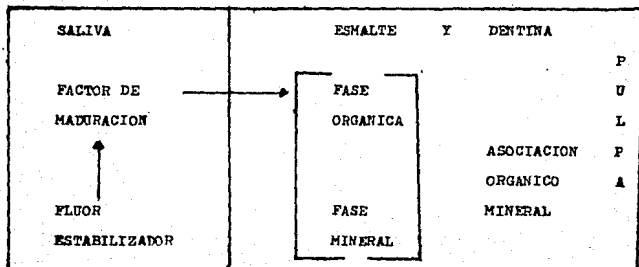 SALIVA ESMALTE Y DENTINA
P
FACTOR DE FASE U
MADURACION ORGANICA L
ASOCIACION P
ORGANICO A
FLUOR FASE MINERAL
ESTABILIZADOR MINERAL